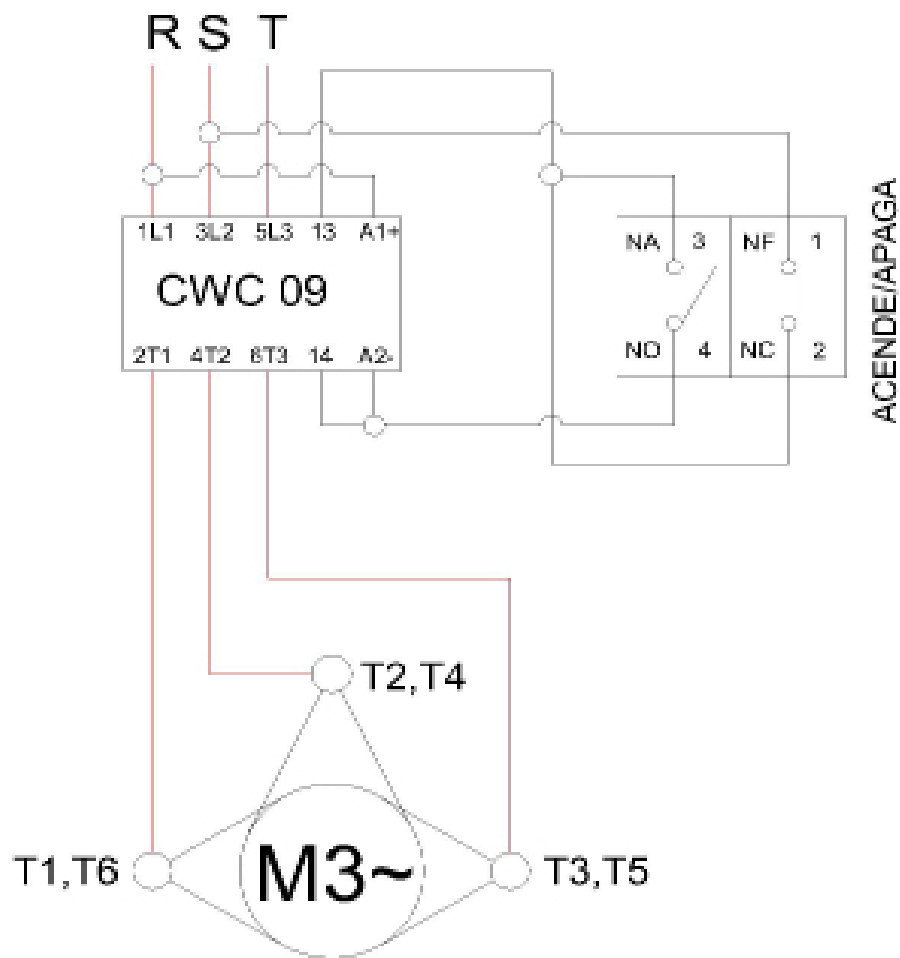 R S T
1L1 3L2 5L3 13 A1+
CWC 09
2T1 4T2 6T3 14 A2-
NA 3 NF 1
NO 4 NC 2
ACENDE/APAGA
T2,T4
T1,T6
M3~
T3,T5